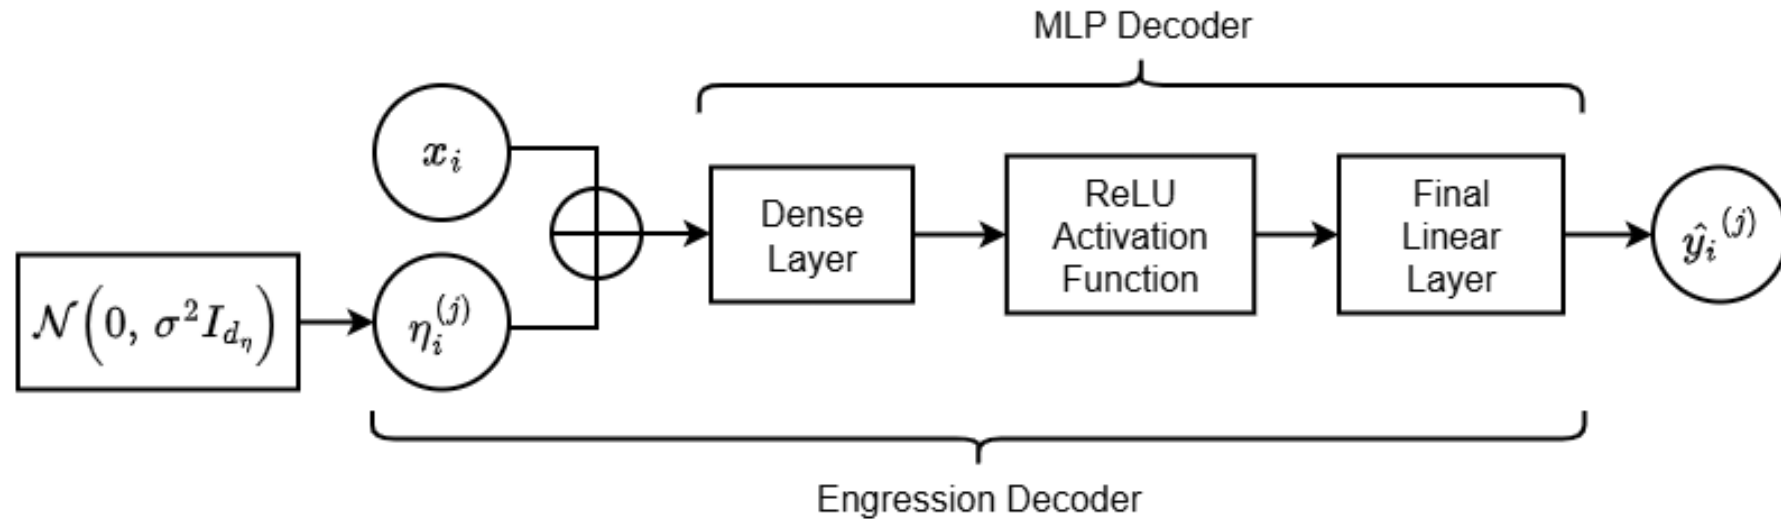 MLP Decoder
x_i
Dense
Layer
ReLU
Activation
Function
Final
Linear
Layer
ŷ_i^(j)
𝒩(0, σ²I_{d_η})
η_i^(j)
Engression Decoder